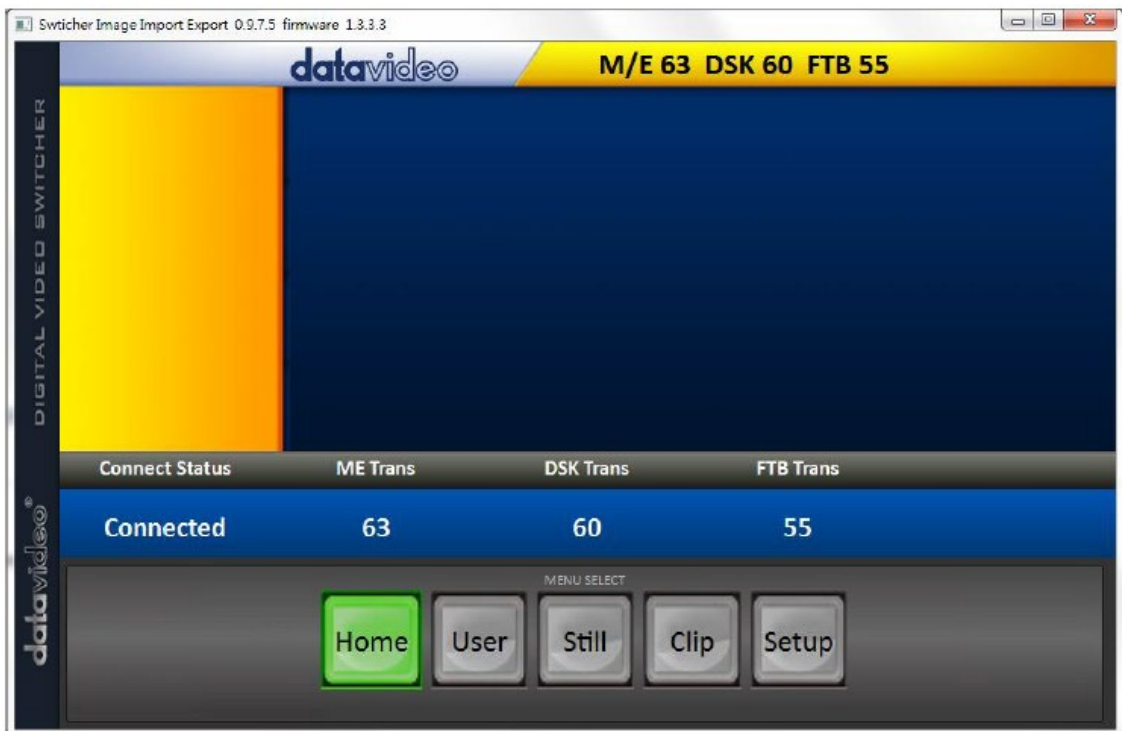 Swticher Image Import Export 0.9.7.5 firmware 1.3.3.3
datavideo
M/E 63 DSK 60 FTB 55
DIGITAL VIDEO SWITCHER
datavideo®
Connect Status ME Trans DSK Trans FTB Trans
Connected 63 60 55
MENU SELECT
Home User Still Clip Setup